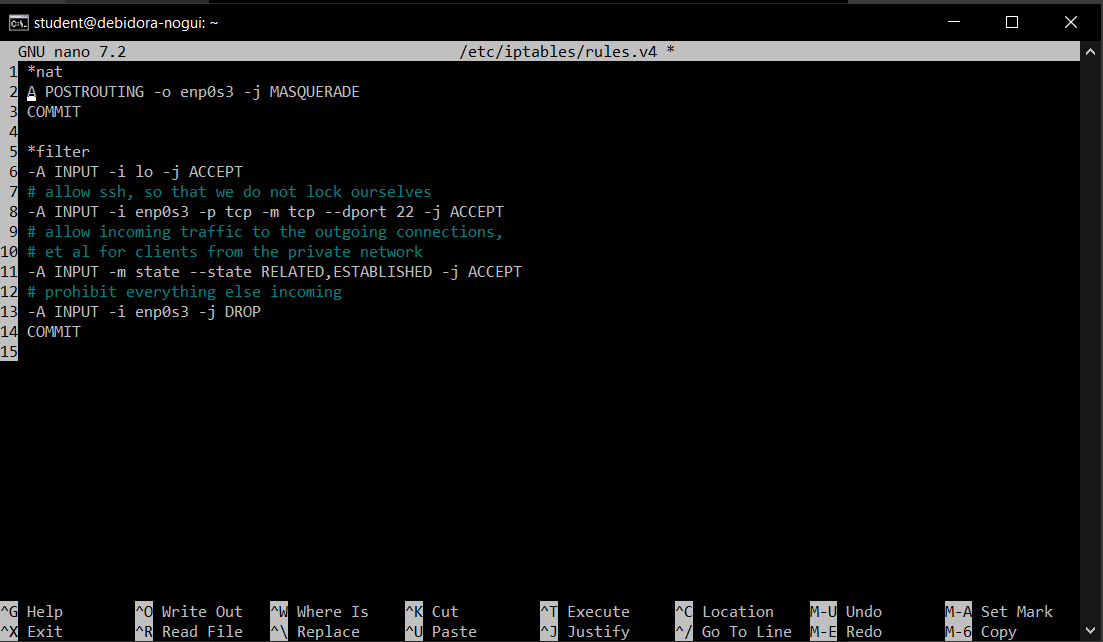 student@debidora-nogui: ~
GNU nano 7.2 /etc/iptables/rules.v4 *
1 *nat
2 A POSTROUTING -o enp0s3 -j MASQUERADE
3 COMMIT
4
5 *filter
6 -A INPUT -i lo -j ACCEPT
7 # allow ssh, so that we do not lock ourselves
8 -A INPUT -i enp0s3 -p tcp -m tcp --dport 22 -j ACCEPT
9 # allow incoming traffic to the outgoing connections,
10 # et al for clients from the private network
11 -A INPUT -m state --state RELATED,ESTABLISHED -j ACCEPT
12 # prohibit everything else incoming
13 -A INPUT -i enp0s3 -j DROP
14 COMMIT
15
^G Help ^O Write Out ^W Where Is ^K Cut ^T Execute ^C Location M-U Undo M-A Set Mark
^X Exit ^R Read File ^\ Replace ^U Paste ^J Justify ^/ Go To Line M-E Redo M-6 Copy